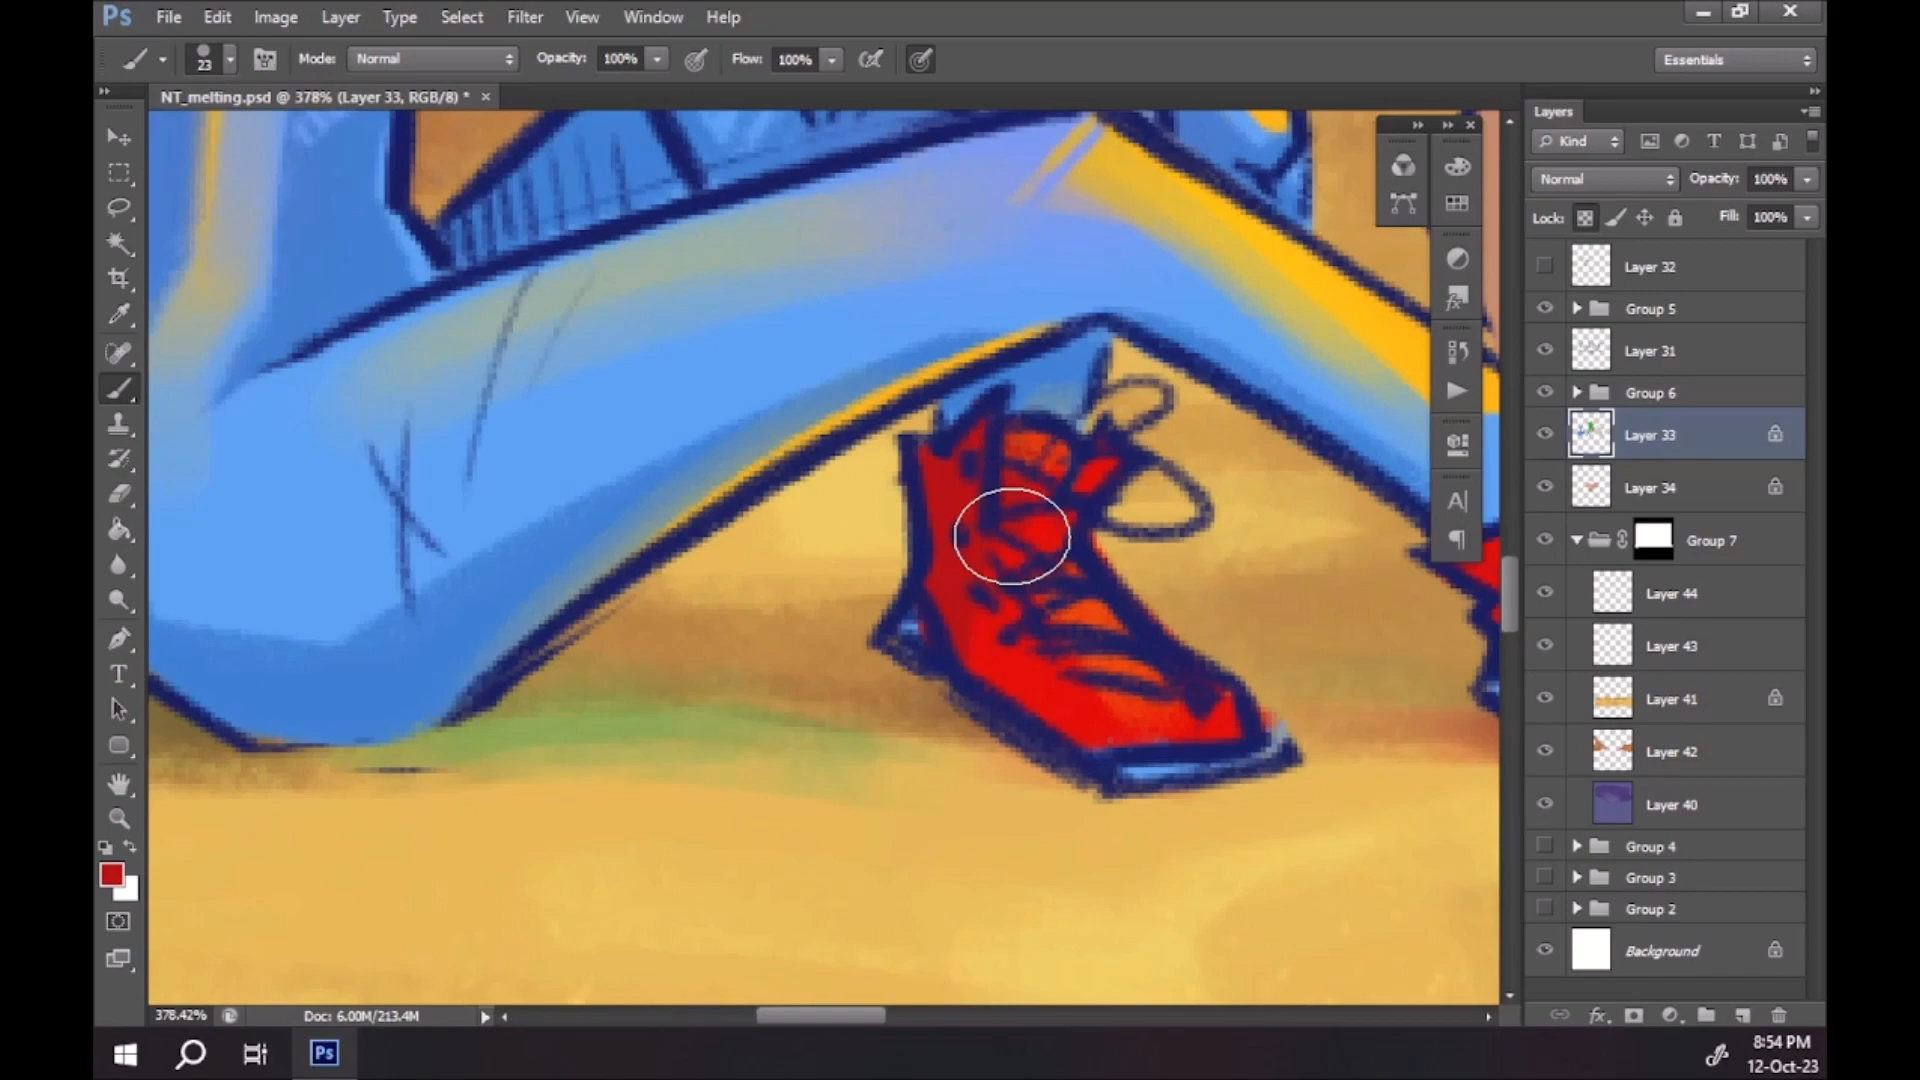 Ps File Edit Image Layer Type Select Filter View Window Help
23 Mode: Normal Opacity: 100% Flow: 100% Essentials
NT_melting.psd @ 378% (Layer 33, RGB/8) * ×
Layers
Kind
Normal Opacity: 100%
Lock: Fill: 100%
Layer 32
Group 5
Layer 31
Group 6
Layer 33
Layer 34
Group 7
Layer 44
Layer 43
Layer 41
Layer 42
Layer 40
Group 4
Group 3
Group 2
Background
378.42% Doc: 6.00M/213.4M
Ps
8:54 PM
12-Oct-23